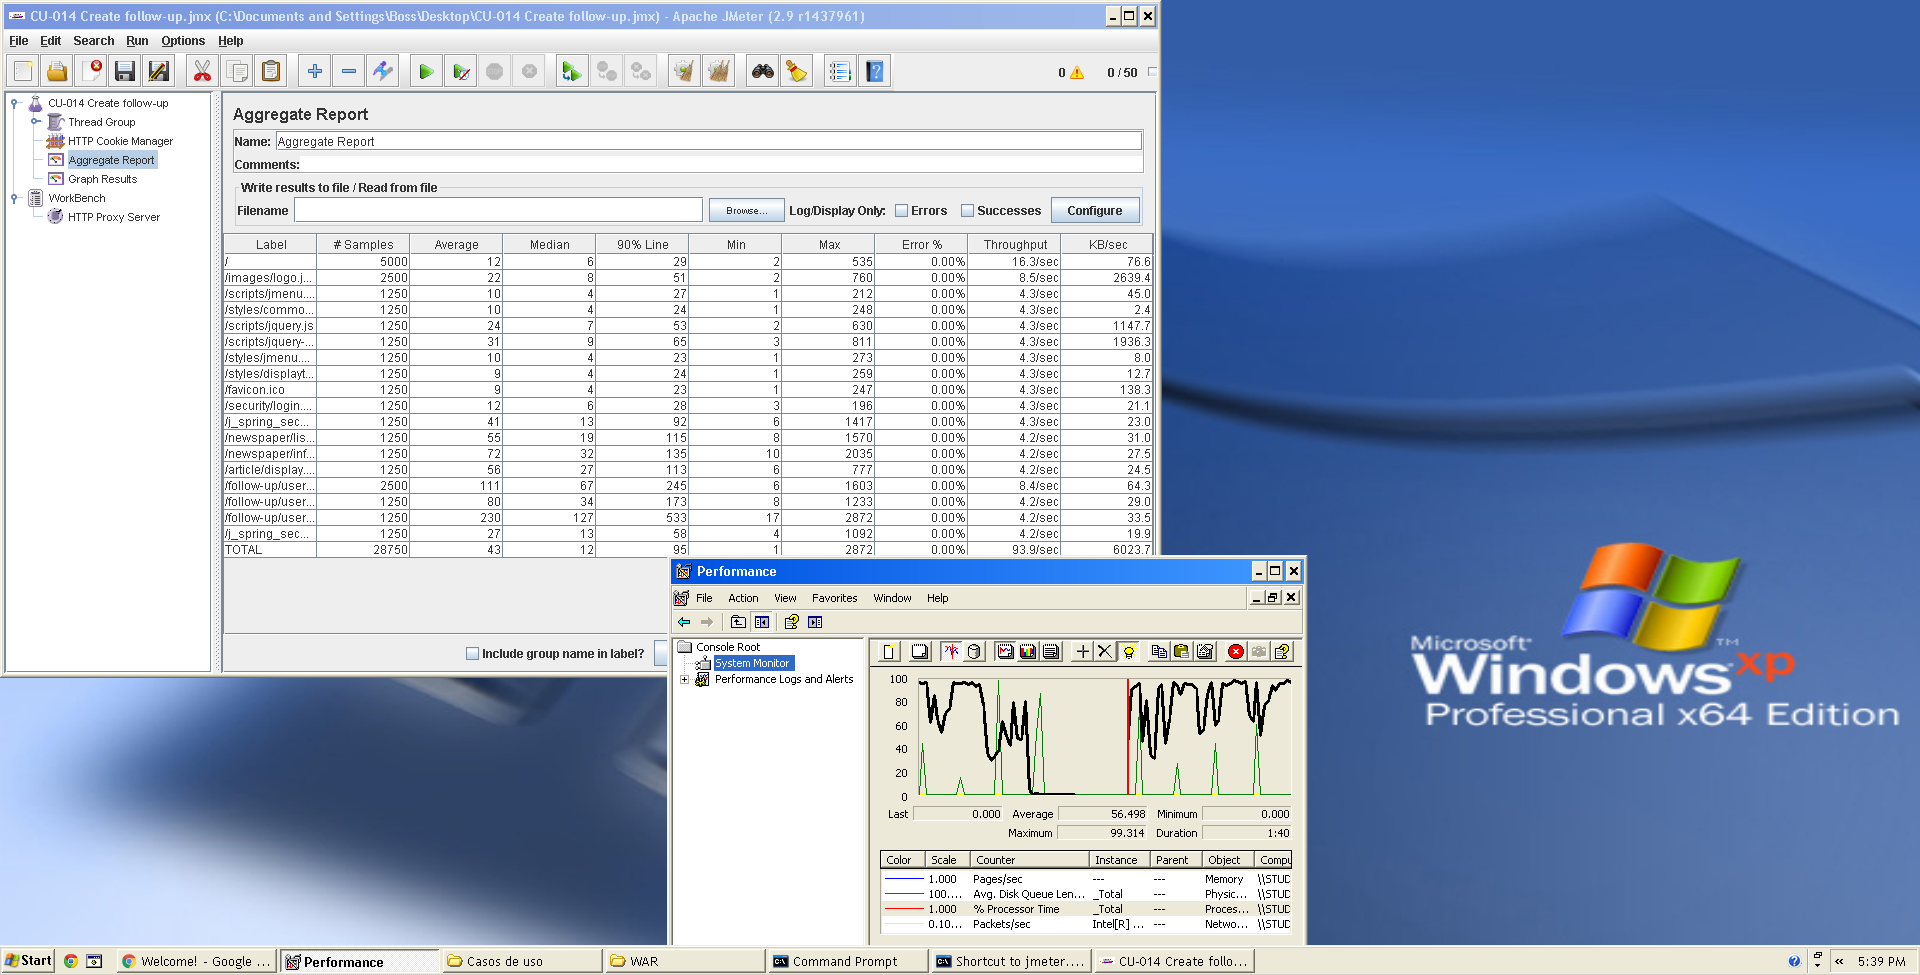 CU-014 Create follow-up.jmx (C:\Documents and Settings\Boss\Desktop\CU-014 Create follow-up.jmx) - Apache JMeter (2.9 r1437961)
File Edit Search Run Options Help
0 0 / 50
CU-014 Create follow-up
Thread Group
HTTP Cookie Manager
Aggregate Report
Graph Results
WorkBench
HTTP Proxy Server
Aggregate Report
Name: Aggregate Report
Comments:
Write results to file / Read from file
Filename Browse... Log/Display Only: Errors Successes Configure
Label # Samples Average Median 90% Line Min Max Error % Throughput KB/sec
/ 5000 12 6 29 2 535 0.00% 16.3/sec 76.6
/images/logo.j... 2500 22 8 51 2 760 0.00% 8.5/sec 2639.4
/scripts/jmenu.... 1250 10 4 27 1 212 0.00% 4.3/sec 45.0
/styles/commo... 1250 10 4 24 1 248 0.00% 4.3/sec 2.4
/scripts/jquery.js 1250 24 7 53 2 630 0.00% 4.3/sec 1147.7
/scripts/jquery-... 1250 31 9 65 3 811 0.00% 4.3/sec 1936.3
/styles/jmenu.... 1250 10 4 23 1 273 0.00% 4.3/sec 8.0
/styles/displayt... 1250 9 4 24 1 259 0.00% 4.3/sec 12.7
/favicon.ico 1250 9 4 23 1 247 0.00% 4.3/sec 138.3
/security/login.... 1250 12 6 28 3 196 0.00% 4.3/sec 21.1
/j_spring_sec... 1250 41 13 92 6 1417 0.00% 4.3/sec 23.0
/newspaper/lis... 1250 55 19 115 8 1570 0.00% 4.2/sec 31.0
/newspaper/inf... 1250 72 32 135 10 2035 0.00% 4.2/sec 27.5
/article/display.... 1250 56 27 113 6 777 0.00% 4.2/sec 24.5
/follow-up/user... 2500 111 67 245 6 1603 0.00% 8.4/sec 64.3
/follow-up/user... 1250 80 34 173 8 1233 0.00% 4.2/sec 29.0
/follow-up/user... 1250 230 127 533 17 2872 0.00% 4.2/sec 33.5
/j_spring_sec... 1250 27 13 58 4 1092 0.00% 4.2/sec 19.9
TOTAL 28750 43 12 95 1 2872 0.00% 93.9/sec 6023.7
Include group name in label?
Performance
File Action View Favorites Window Help
Console Root
System Monitor
Performance Logs and Alerts
100
80
60
40
20
0
Last 0.000 Average 56.498 Minimum 0.000
Maximum 99.314 Duration 1:40
Color Scale Counter Instance Parent Object Compu
1.000 Pages/sec --- --- Memory \\STUD
100.... Avg. Disk Queue Len... _Total --- Physic... \\STUD
1.000 % Processor Time _Total --- Proces... \\STUD
0.10... Packets/sec Intel[R] ... --- Netwo... \\STUD
Microsoft
Windows xp
TM
Professional x64 Edition
Start Welcome! - Google ... Performance Casos de uso WAR Command Prompt Shortcut to jmeter.... CU-014 Create follo... « 5:39 PM